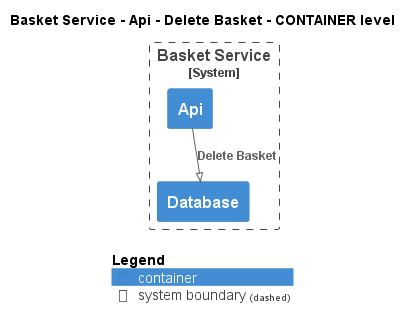 Basket Service - Api - Delete Basket - CONTAINER level
Basket Service
[System]
Api
Delete Basket
Database
Legend
container
system boundary (dashed)